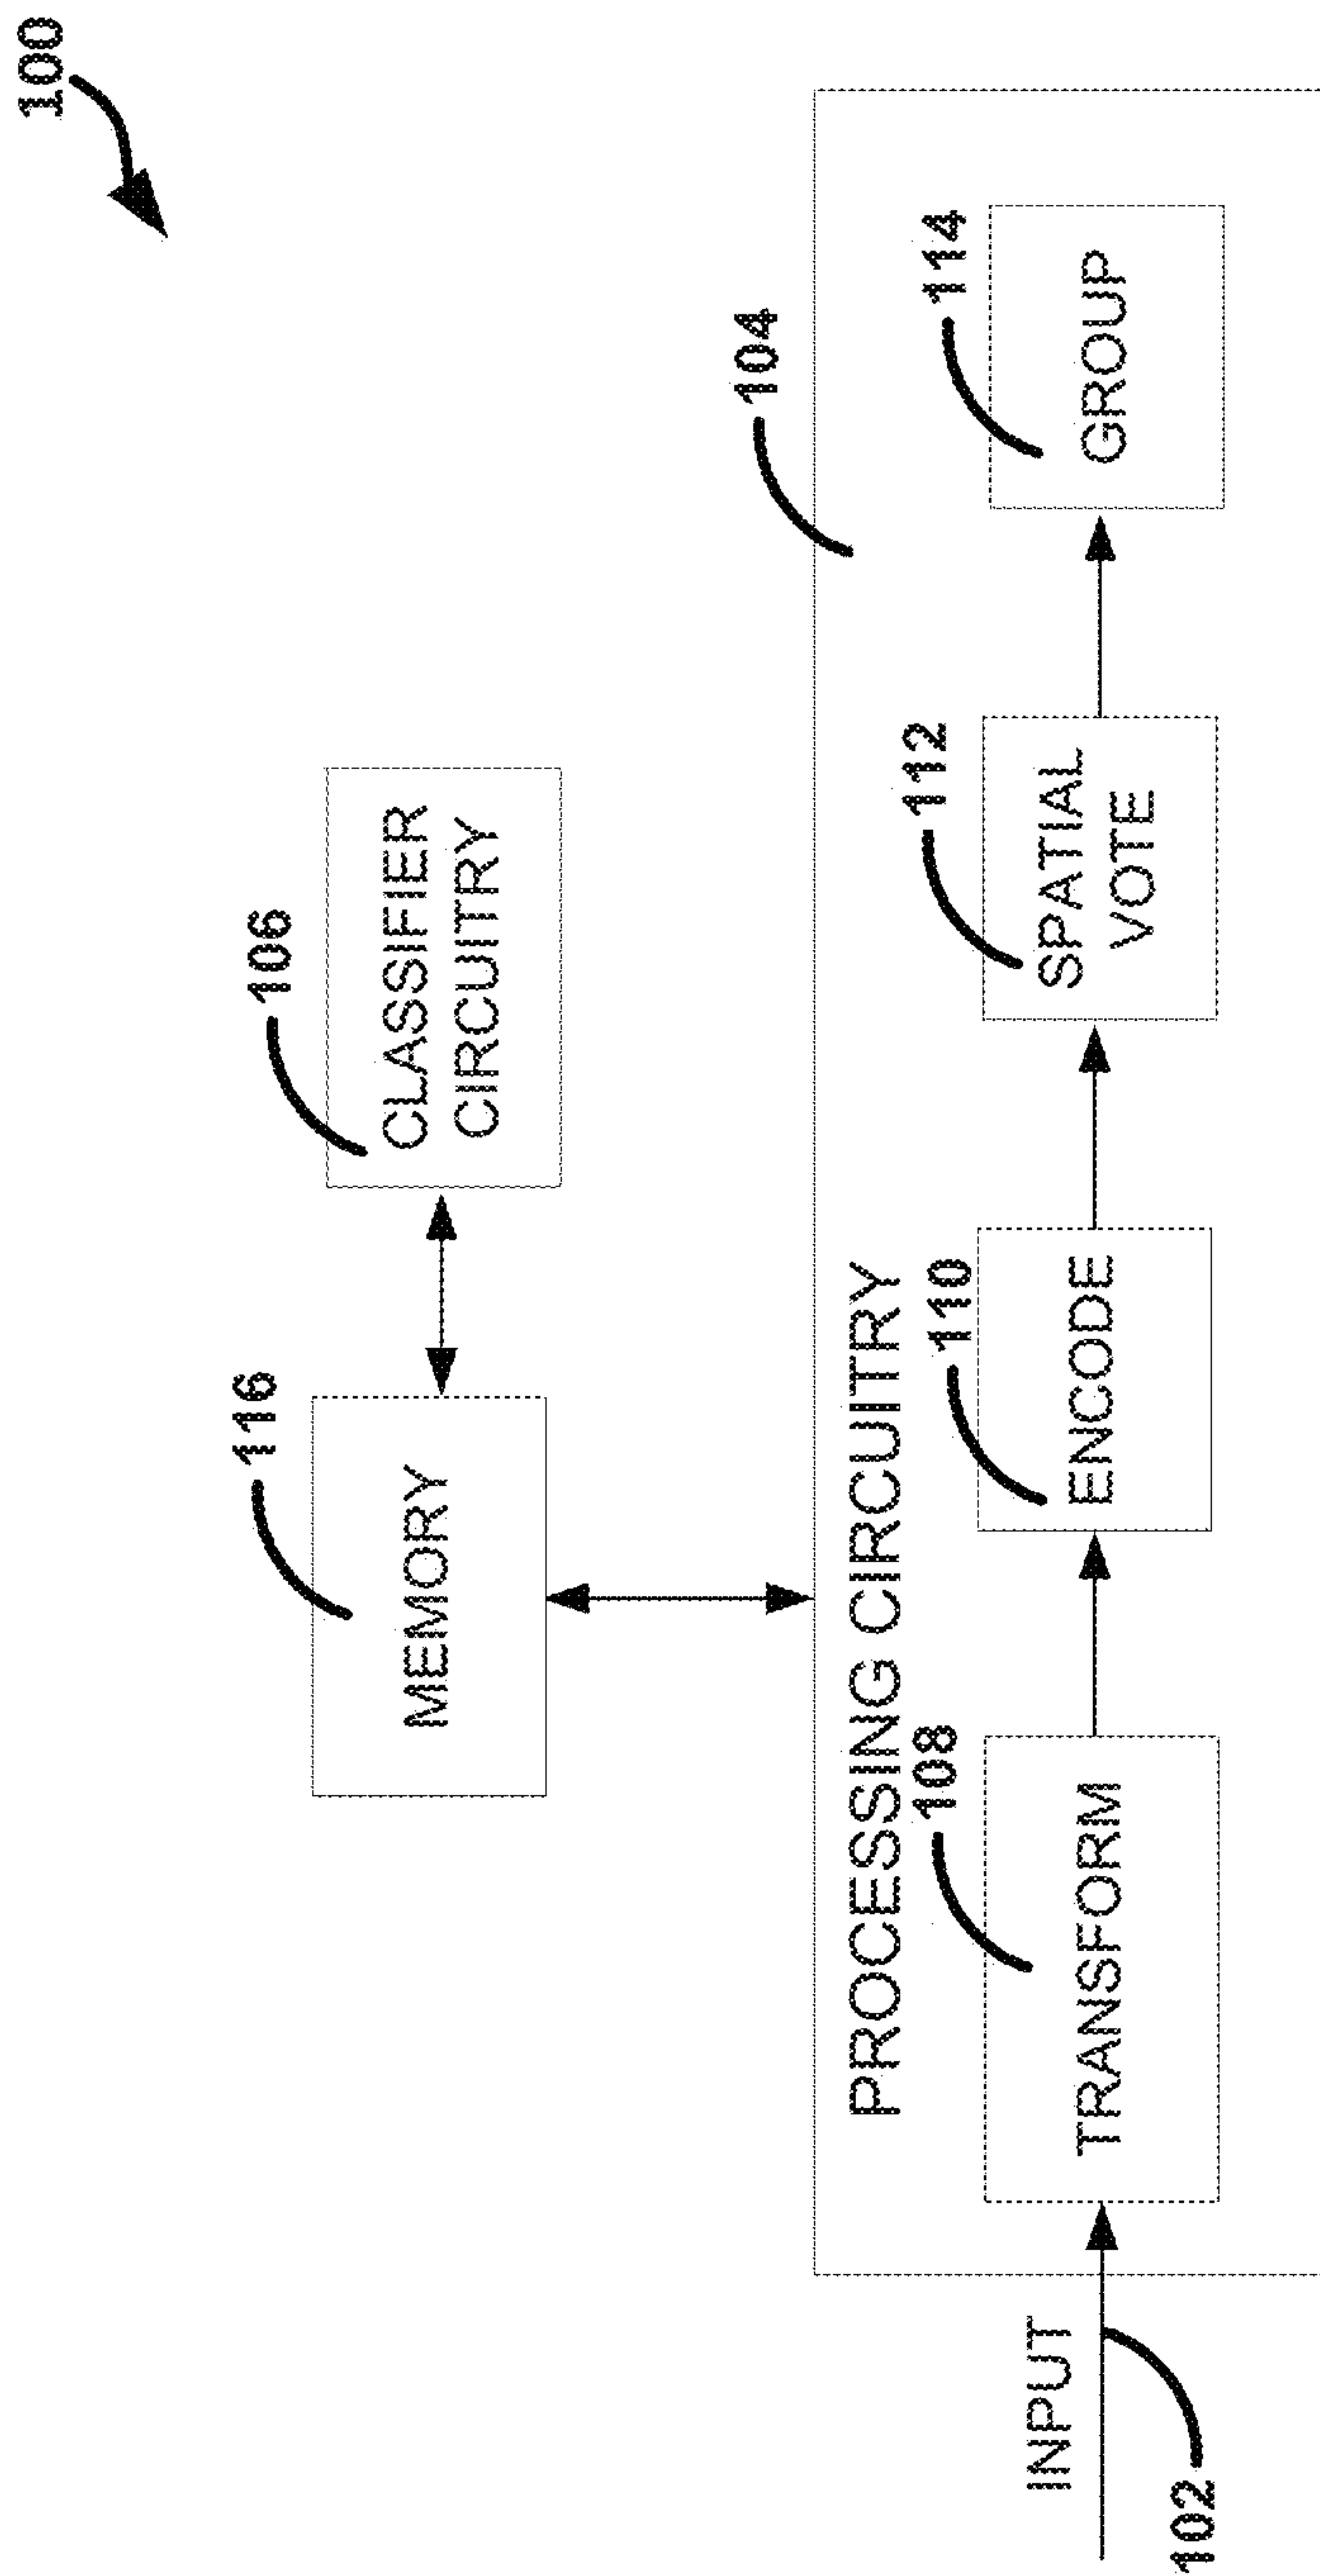 100
116
MEMORY
106
CLASSIFIER
CIRCUITRY
104
PROCESSING CIRCUITRY
INPUT
102
108
TRANSFORM
110
ENCODE
112
SPATIAL
VOTE
114
GROUP